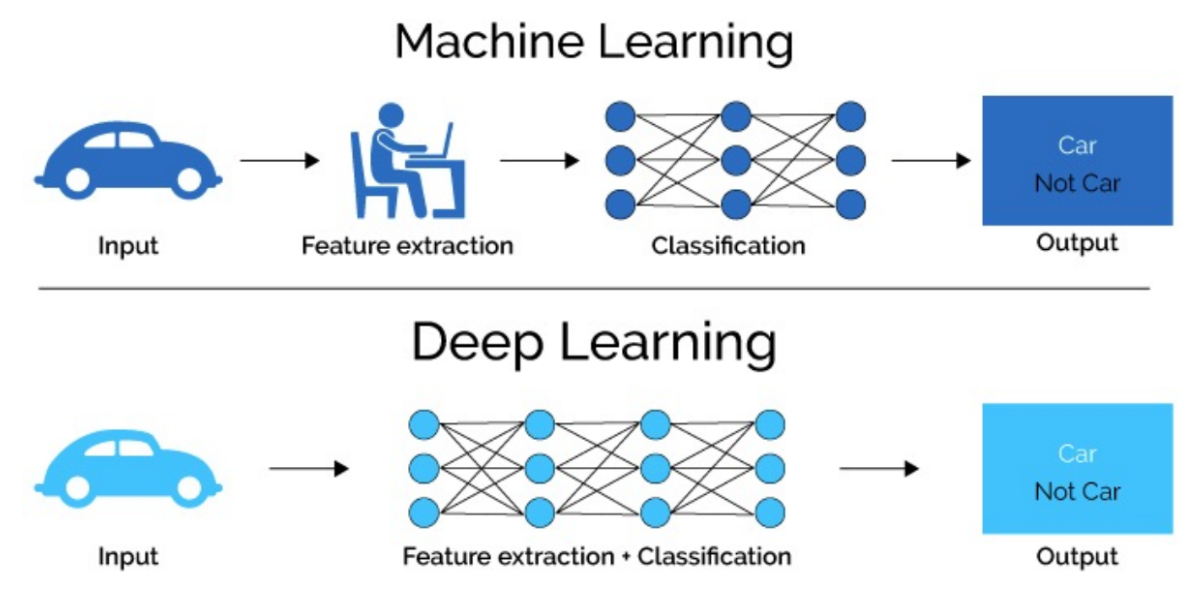 Machine Learning
Car
Not Car
Input
Feature extraction
Classification
Output
Deep Learning
Car
Not Car
Input
Feature extraction + Classification
Output